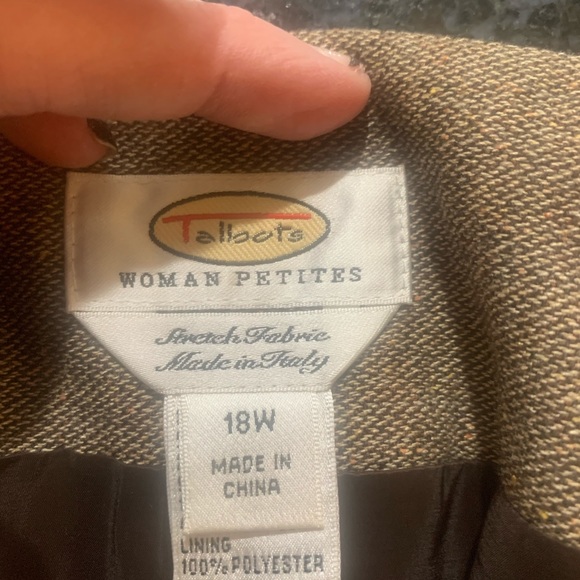 Talbots
WOMAN PETITES
Stretch Fabric
Made in Italy
18W
MADE IN
CHINA
LINING
100% POLYESTER